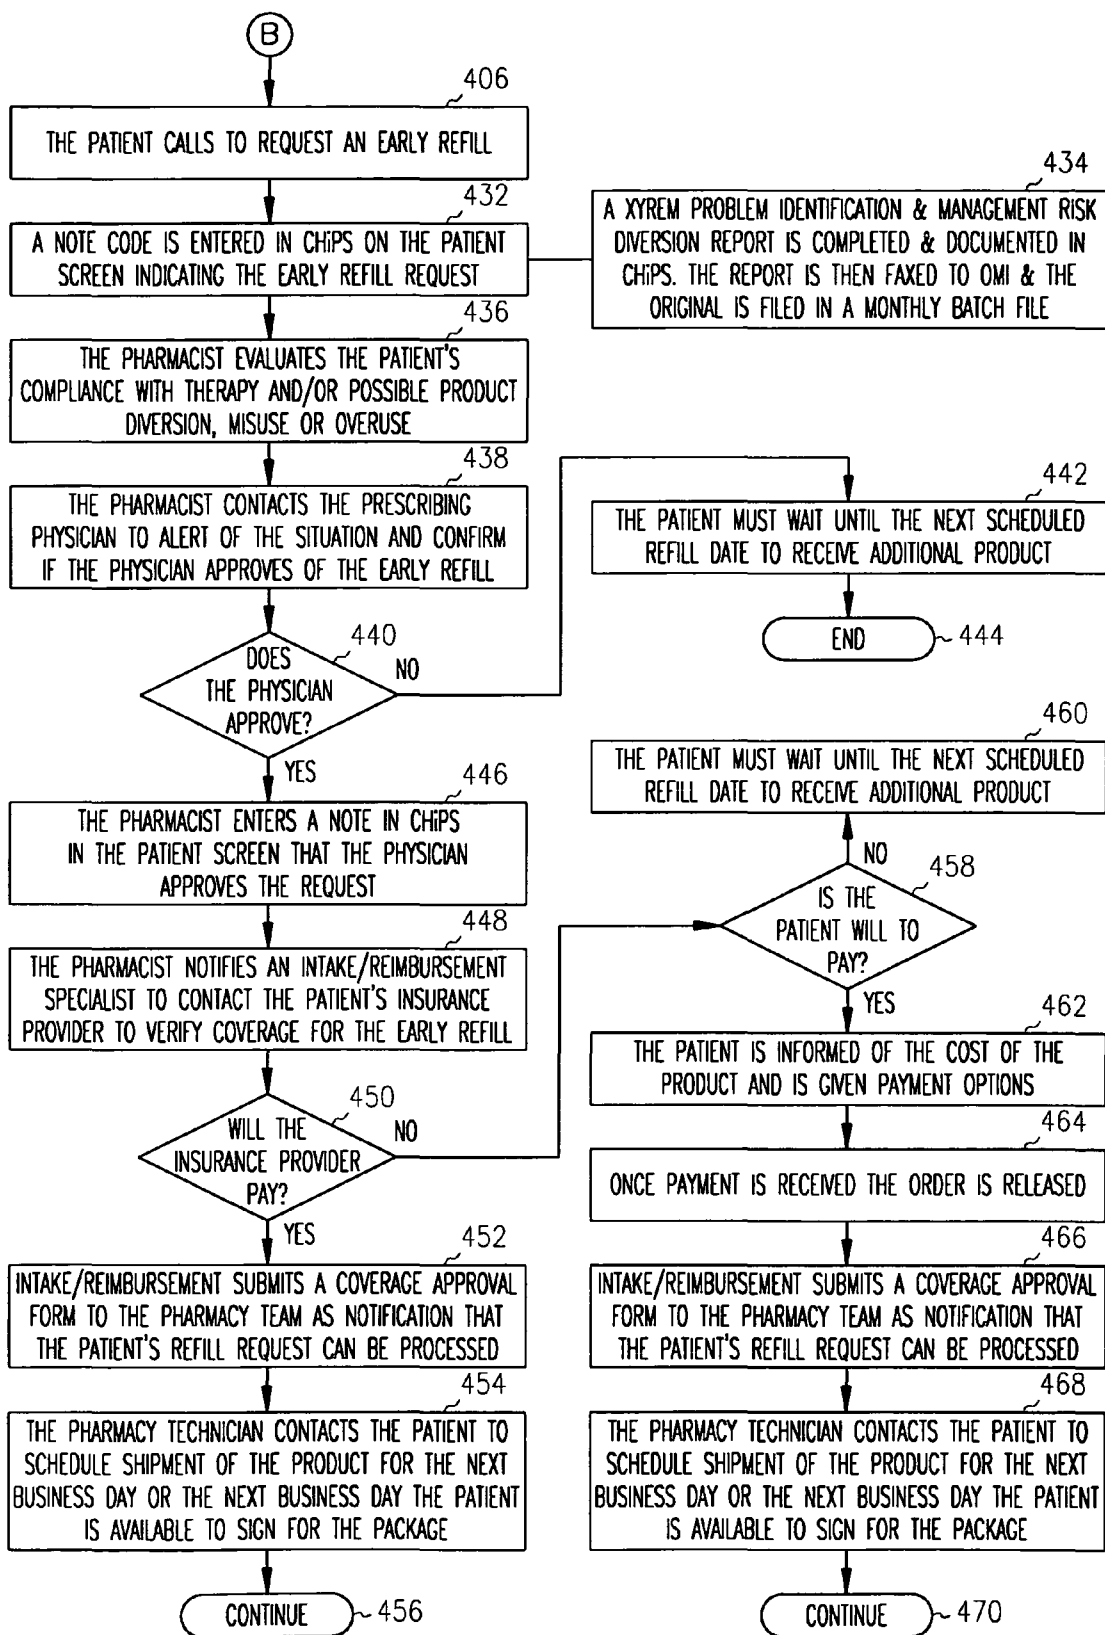 B
406
THE PATIENT CALLS TO REQUEST AN EARLY REFILL
432
A NOTE CODE IS ENTERED IN CHiPS ON THE PATIENT
SCREEN INDICATING THE EARLY REFILL REQUEST
434
A XYREM PROBLEM IDENTIFICATION & MANAGEMENT RISK
DIVERSION REPORT IS COMPLETED & DOCUMENTED IN
CHiPS. THE REPORT IS THEN FAXED TO OMI & THE
ORIGINAL IS FILED IN A MONTHLY BATCH FILE
436
THE PHARMACIST EVALUATES THE PATIENT'S
COMPLIANCE WITH THERAPY AND/OR POSSIBLE PRODUCT
DIVERSION, MISUSE OR OVERUSE
438
THE PHARMACIST CONTACTS THE PRESCRIBING
PHYSICIAN TO ALERT OF THE SITUATION AND CONFIRM
IF THE PHYSICIAN APPROVES OF THE EARLY REFILL
440
DOES
THE PHYSICIAN
APPROVE?
NO
YES
442
THE PATIENT MUST WAIT UNTIL THE NEXT SCHEDULED
REFILL DATE TO RECEIVE ADDITIONAL PRODUCT
END
444
446
THE PHARMACIST ENTERS A NOTE IN CHiPS
IN THE PATIENT SCREEN THAT THE PHYSICIAN
APPROVES THE REQUEST
448
THE PHARMACIST NOTIFIES AN INTAKE/REIMBURSEMENT
SPECIALIST TO CONTACT THE PATIENT'S INSURANCE
PROVIDER TO VERIFY COVERAGE FOR THE EARLY REFILL
450
WILL THE
INSURANCE PROVIDER
PAY?
NO
YES
452
INTAKE/REIMBURSEMENT SUBMITS A COVERAGE APPROVAL
FORM TO THE PHARMACY TEAM AS NOTIFICATION THAT
THE PATIENT'S REFILL REQUEST CAN BE PROCESSED
454
THE PHARMACY TECHNICIAN CONTACTS THE PATIENT TO
SCHEDULE SHIPMENT OF THE PRODUCT FOR THE NEXT
BUSINESS DAY OR THE NEXT BUSINESS DAY THE PATIENT
IS AVAILABLE TO SIGN FOR THE PACKAGE
CONTINUE
456
460
THE PATIENT MUST WAIT UNTIL THE NEXT SCHEDULED
REFILL DATE TO RECEIVE ADDITIONAL PRODUCT
NO
458
IS THE
PATIENT WILL TO
PAY?
YES
462
THE PATIENT IS INFORMED OF THE COST OF THE
PRODUCT AND IS GIVEN PAYMENT OPTIONS
464
ONCE PAYMENT IS RECEIVED THE ORDER IS RELEASED
466
INTAKE/REIMBURSEMENT SUBMITS A COVERAGE APPROVAL
FORM TO THE PHARMACY TEAM AS NOTIFICATION THAT
THE PATIENT'S REFILL REQUEST CAN BE PROCESSED
468
THE PHARMACY TECHNICIAN CONTACTS THE PATIENT TO
SCHEDULE SHIPMENT OF THE PRODUCT FOR THE NEXT
BUSINESS DAY OR THE NEXT BUSINESS DAY THE PATIENT
IS AVAILABLE TO SIGN FOR THE PACKAGE
CONTINUE
470